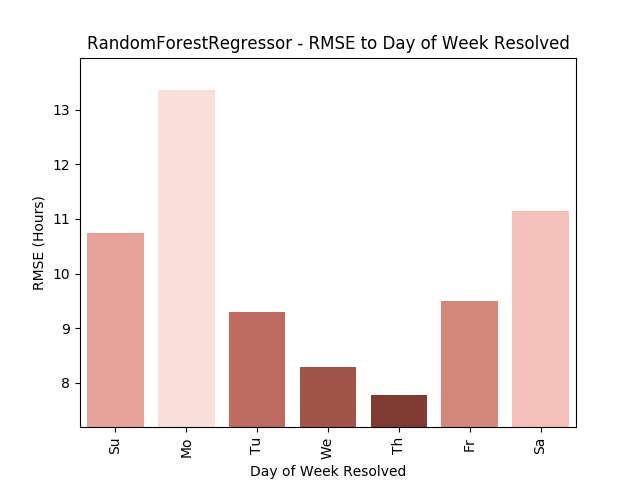 RandomForestRegressor - RMSE to Day of Week Resolved
13
12
11
10
9
8
RMSE (Hours)
Su
Mo
Tu
We
Th
Fr
Sa
Day of Week Resolved